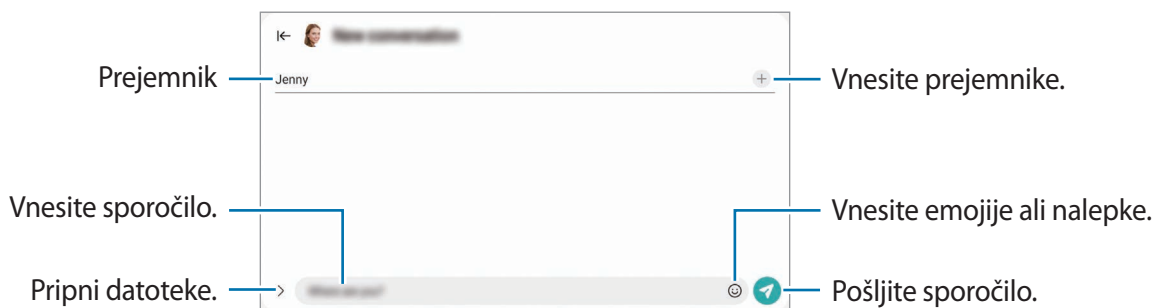 Prejemnik
Jenny
Vnesite prejemnike.
Vnesite sporočilo.
Vnesite emojije ali nalepke.
Pripni datoteke.
Pošljite sporočilo.